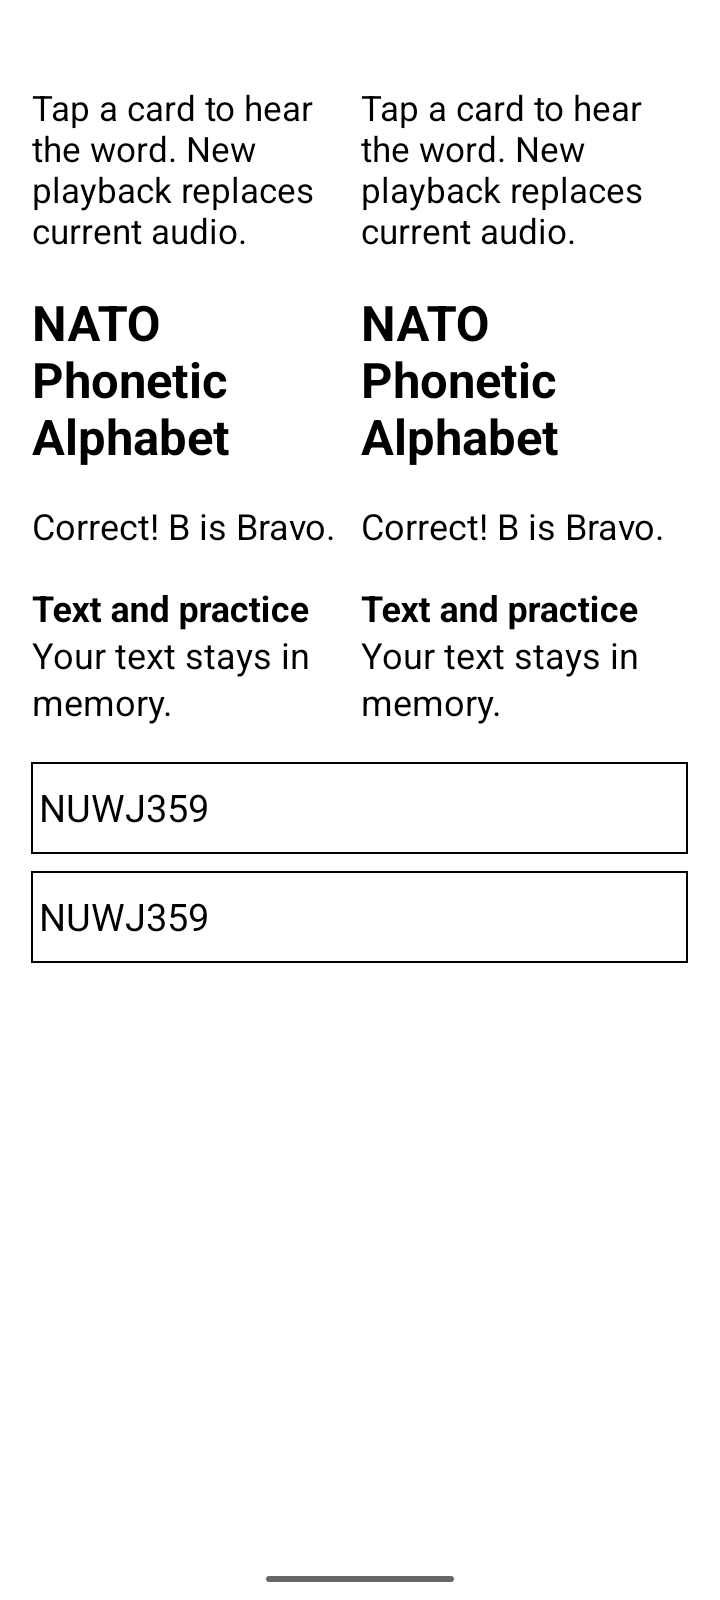 Tap a card to hear
the word. New
playback replaces
current audio.
Tap a card to hear
the word. New
playback replaces
current audio.
NATO
Phonetic
Alphabet
NATO
Phonetic
Alphabet
Correct! B is Bravo.
Correct! B is Bravo.
Text and practice
Your text stays in
memory.
Text and practice
Your text stays in
memory.
NUWJ359
NUWJ359